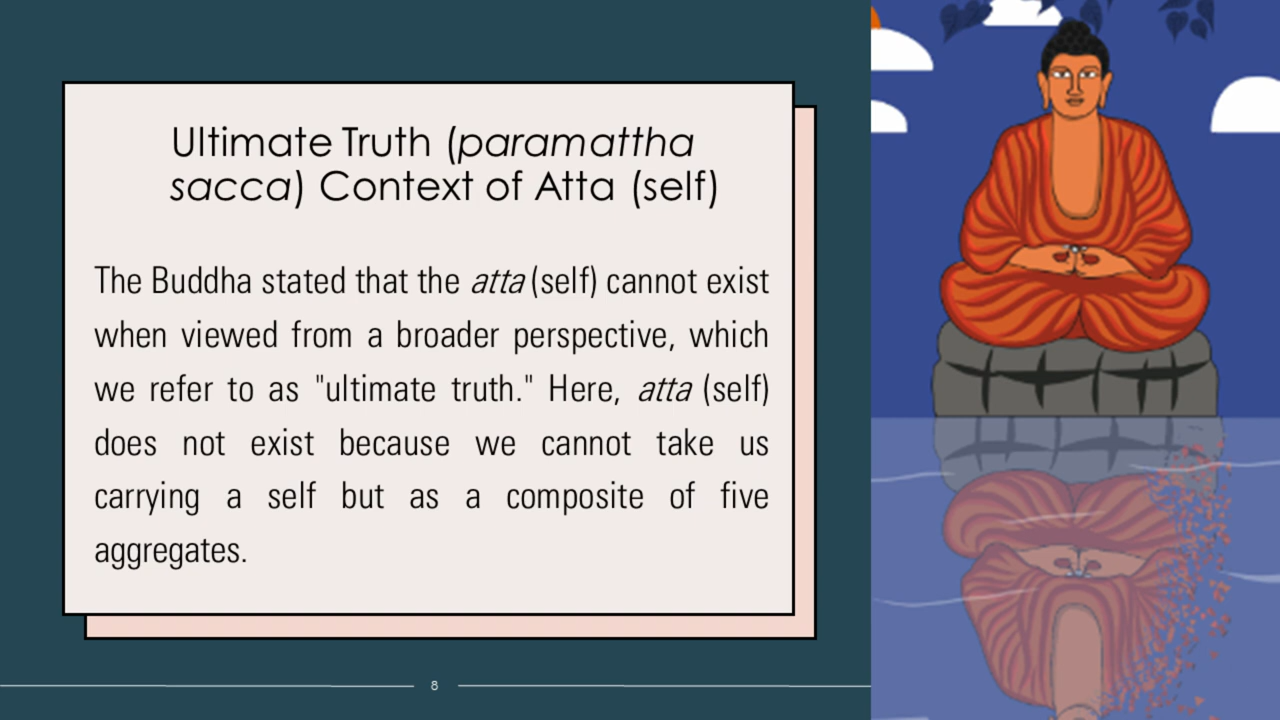 Ultimate Truth (paramattha
sacca) Context of Atta (self)
The Buddha stated that the atta (self) cannot exist
when viewed from a broader perspective, which
we refer to as "ultimate truth." Here, atta (self)
does not exist because we cannot take us
carrying a self but as a composite of five
aggregates.
8